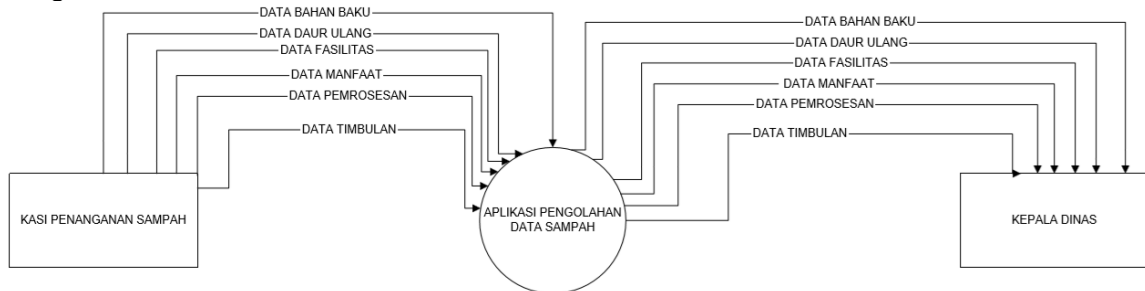 DATA BAHAN BAKU
DATA DAUR ULANG
DATA FASILITAS
DATA MANFAAT
DATA PEMROSESAN
DATA TIMBULAN
DATA BAHAN BAKU
DATA DAUR ULANG
DATA FASILITAS
DATA MANFAAT
DATA PEMROSESAN
DATA TIMBULAN
KASI PENANGANAN SAMPAH
APLIKASI PENGOLAHAN
DATA SAMPAH
KEPALA DINAS